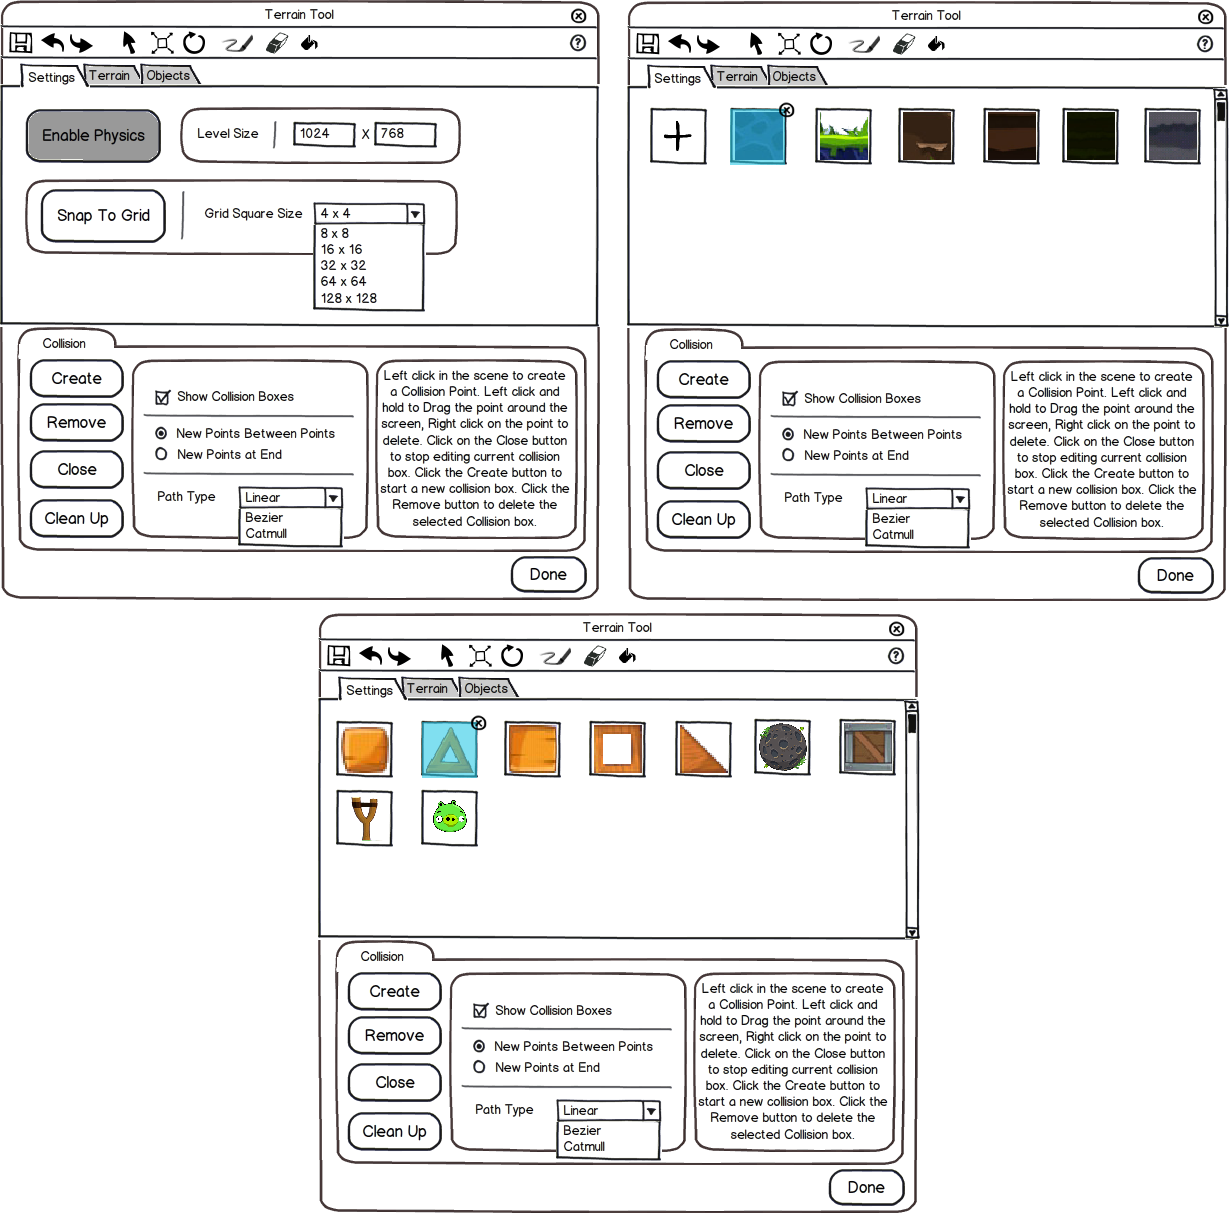 Terrain Tool
?
Settings
Terrain
Objects
Enable Physics
Level Size
1024
X
768
Snap To Grid
Grid Square Size
4 x 4
8 x 8
16 x 16
32 x 32
64 x 64
128 x 128
Collision
Create
Remove
Close
Clean Up
Show Collision Boxes
New Points Between Points
New Points at End
Path Type
Linear
Bezier
Catmull
Left click in the scene to create
a Collision Point. Left click and
hold to Drag the point around the
screen, Right click on the point to
delete. Click on the Close button
to stop editing current collision
box. Click the Create button to
start a new collision box. Click the
Remove button to delete the
selected Collision box.
Done
Terrain Tool
?
Settings
Terrain
Objects
Collision
Create
Remove
Close
Clean Up
Show Collision Boxes
New Points Between Points
New Points at End
Path Type
Linear
Bezier
Catmull
Left click in the scene to create
a Collision Point. Left click and
hold to Drag the point around the
screen, Right click on the point to
delete. Click on the Close button
to stop editing current collision
box. Click the Create button to
start a new collision box. Click the
Remove button to delete the
selected Collision box.
Done
Terrain Tool
?
Settings
Terrain
Objects
Collision
Create
Remove
Close
Clean Up
Show Collision Boxes
New Points Between Points
New Points at End
Path Type
Linear
Bezier
Catmull
Left click in the scene to create
a Collision Point. Left click and
hold to Drag the point around the
screen, Right click on the point to
delete. Click on the Close button
to stop editing current collision
box. Click the Create button to
start a new collision box. Click the
Remove button to delete the
selected Collision box.
Done